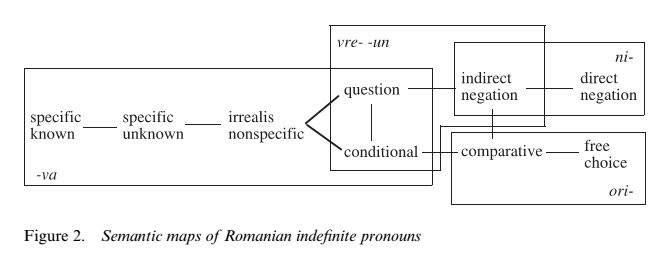 vre- -un
ni-
question
indirect
negation
direct
negation
specific
known
specific
unknown
irrealis
nonspecific
conditional
comparative
free
choice
-va
ori-
Figure 2. Semantic maps of Romanian indefinite pronouns